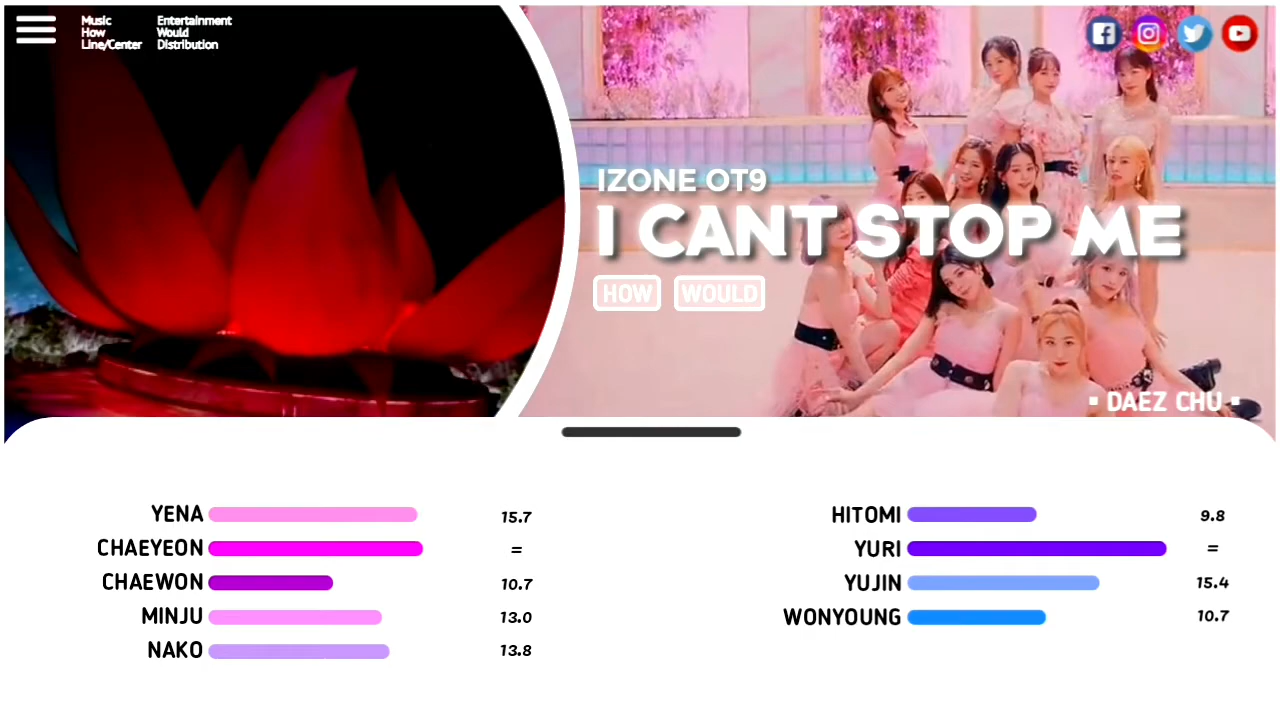 Music
How
Line/Center
Entertainment
Would
Distribution
IZONE OT9
I CANT STOP ME
HOW WOULD
▪ DAEZ CHU ▪
YENA 15.7
CHAEYEON =
CHAEWON 10.7
MINJU 13.0
NAKO 13.8
HITOMI 9.8
YURI =
YUJIN 15.4
WONYOUNG 10.7